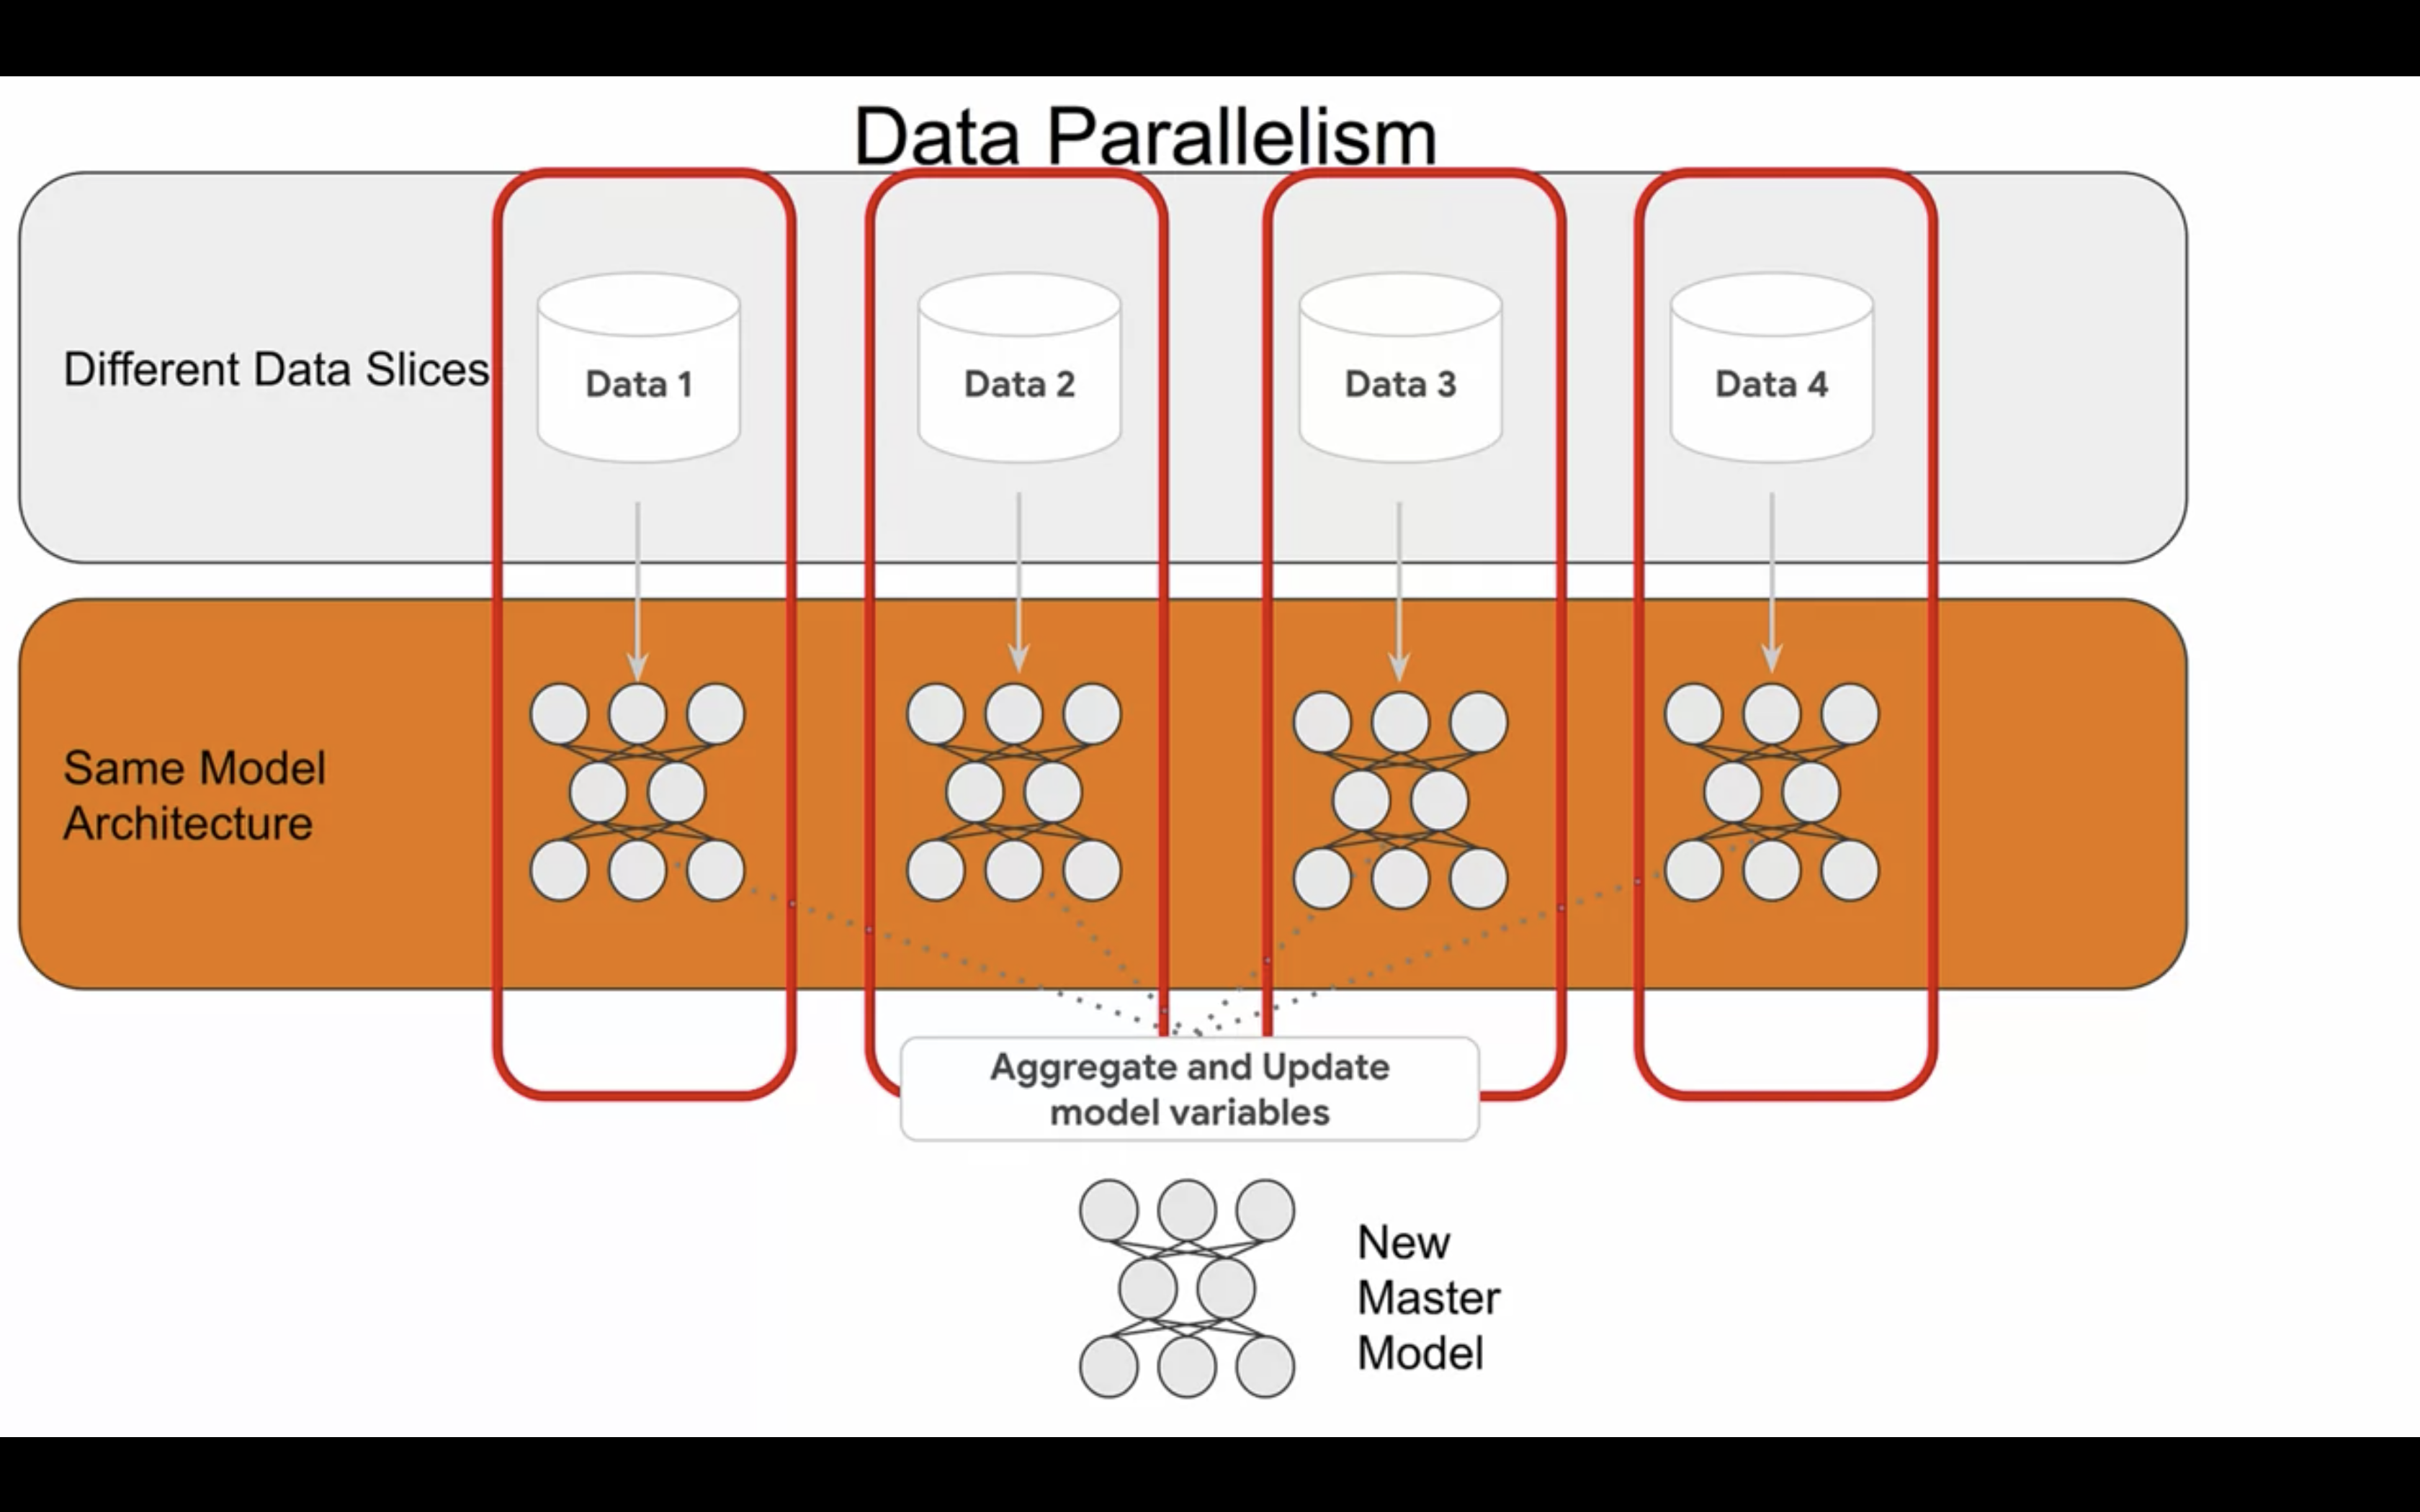 Data Parallelism
Different Data Slices
Data 1
Data 2
Data 3
Data 4
Same Model
Architecture
Aggregate and Update
model variables
New
Master
Model